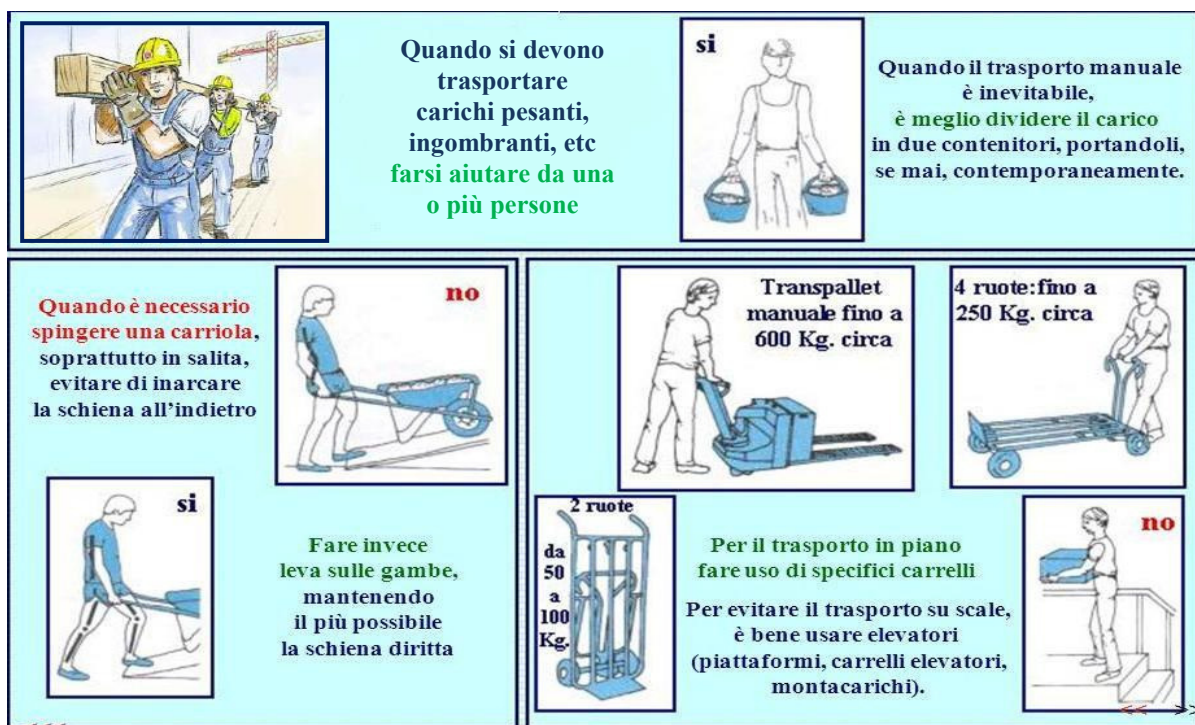 Quando si devono
trasportare
carichi pesanti,
ingombranti, etc
farsi aiutare da una
o più persone
si
Quando il trasporto manuale
è inevitabile,
è meglio dividere il carico
in due contenitori, portandoli,
se mai, contemporaneamente.
Quando è necessario
spingere una carriola,
soprattutto in salita,
evitare di inarcare
la schiena all'indietro
no
si
Fare invece
leva sulle gambe,
mantenendo
il più possibile
la schiena diritta
Transpallet
manuale fino a
600 Kg. circa
4 ruote:fino a
250 Kg. circa
2 ruote
da
50
a
100
Kg.
Per il trasporto in piano
fare uso di specifici carrelli
Per evitare il trasporto su scale,
è bene usare elevatori
(piattaformi, carrelli elevatori,
montacarichi).
no
<< >>